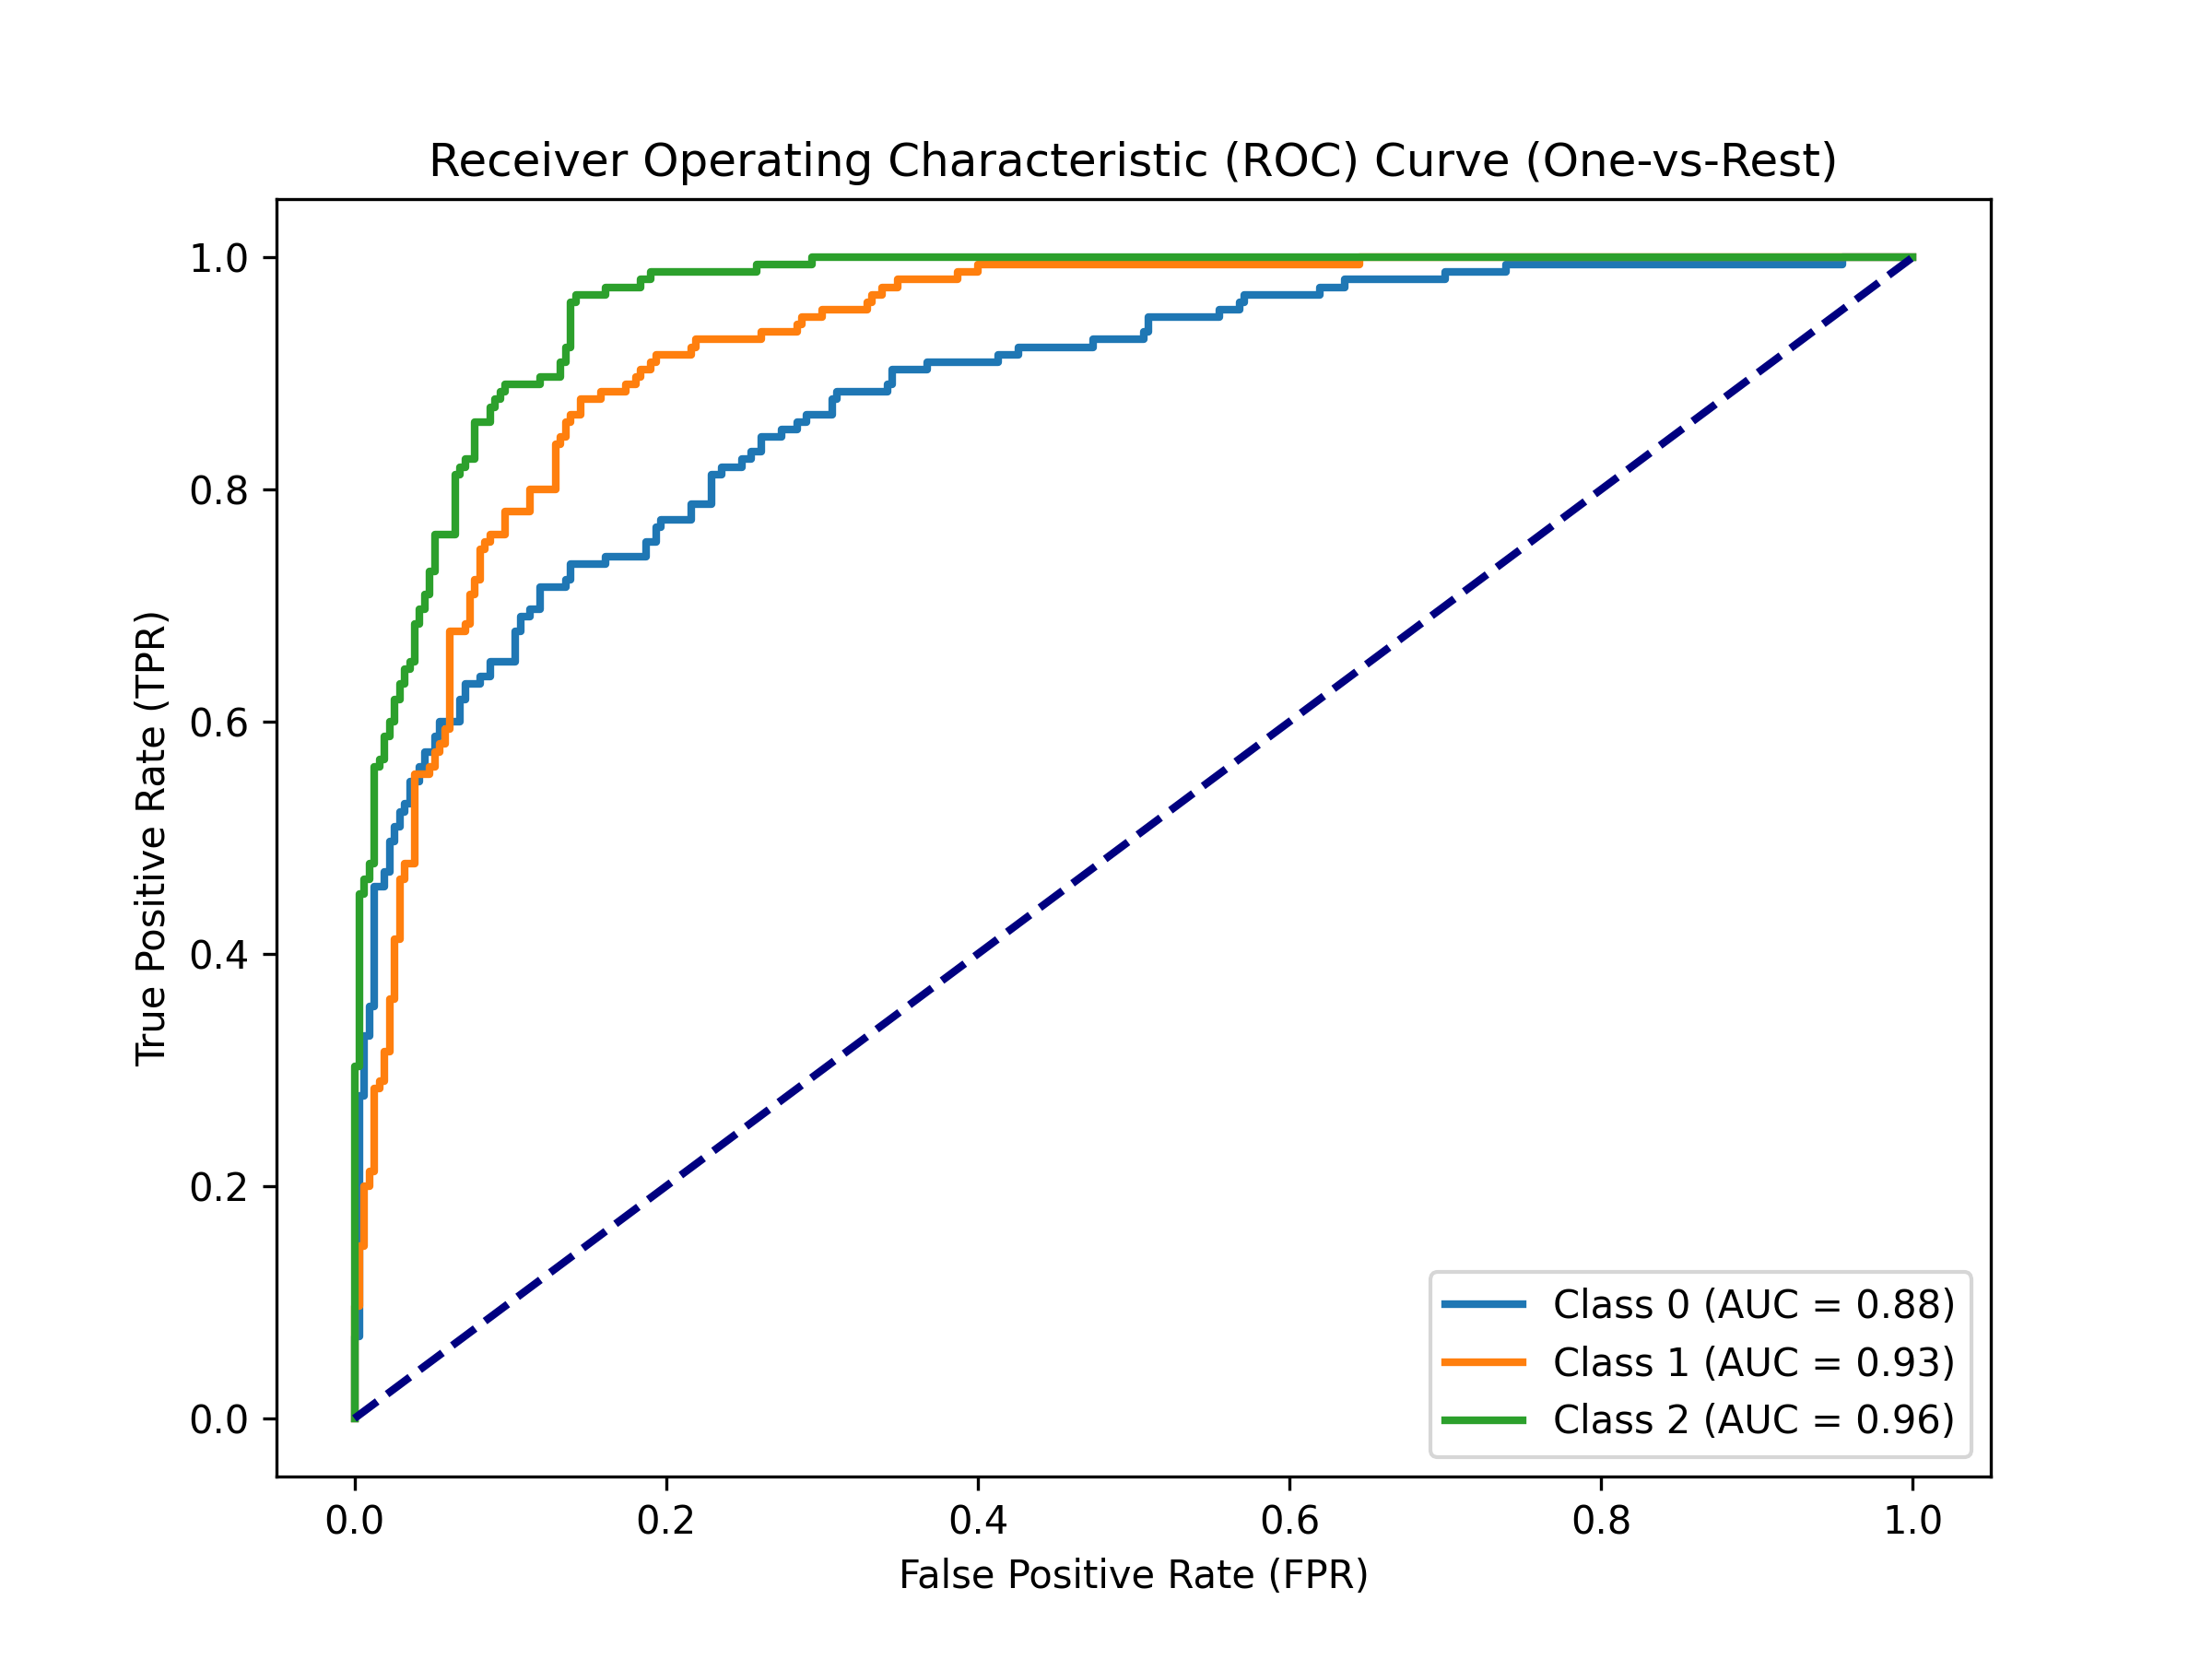 Receiver Operating Characteristic (ROC) Curve (One-vs-Rest)
1.0
0.8
0.6
0.4
0.2
0.0
True Positive Rate (TPR)
Class 0 (AUC = 0.88)
Class 1 (AUC = 0.93)
Class 2 (AUC = 0.96)
0.0 0.2 0.4 0.6 0.8 1.0
False Positive Rate (FPR)